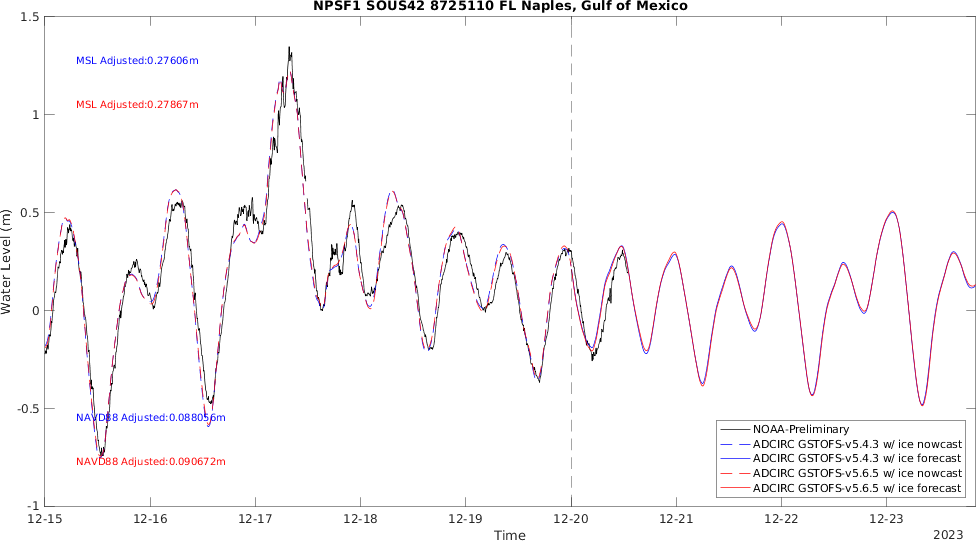 NPSF1 SOUS42 8725110 FL Naples, Gulf of Mexico
1.5
MSL Adjusted:0.27606m
MSL Adjusted:0.27867m
1
0.5
Water Level (m)
0
-0.5
NAVD88 Adjusted:0.088056m
NAVD88 Adjusted:0.090672m
-1
NOAA-Preliminary
ADCIRC GSTOFS-v5.4.3 w/ ice nowcast
ADCIRC GSTOFS-v5.4.3 w/ ice forecast
ADCIRC GSTOFS-v5.6.5 w/ ice nowcast
ADCIRC GSTOFS-v5.6.5 w/ ice forecast
12-15 12-16 12-17 12-18 12-19 12-20 12-21 12-22 12-23
Time
2023